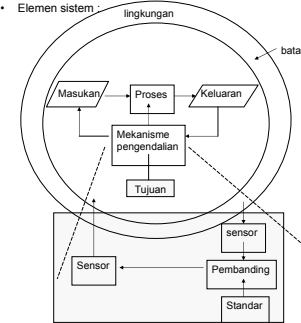 • Elemen sistem :
lingkungan
bata
Masukan
Proses
Keluaran
Mekanisme
pengendalian
Tujuan
sensor
Sensor
Pembanding
Standar